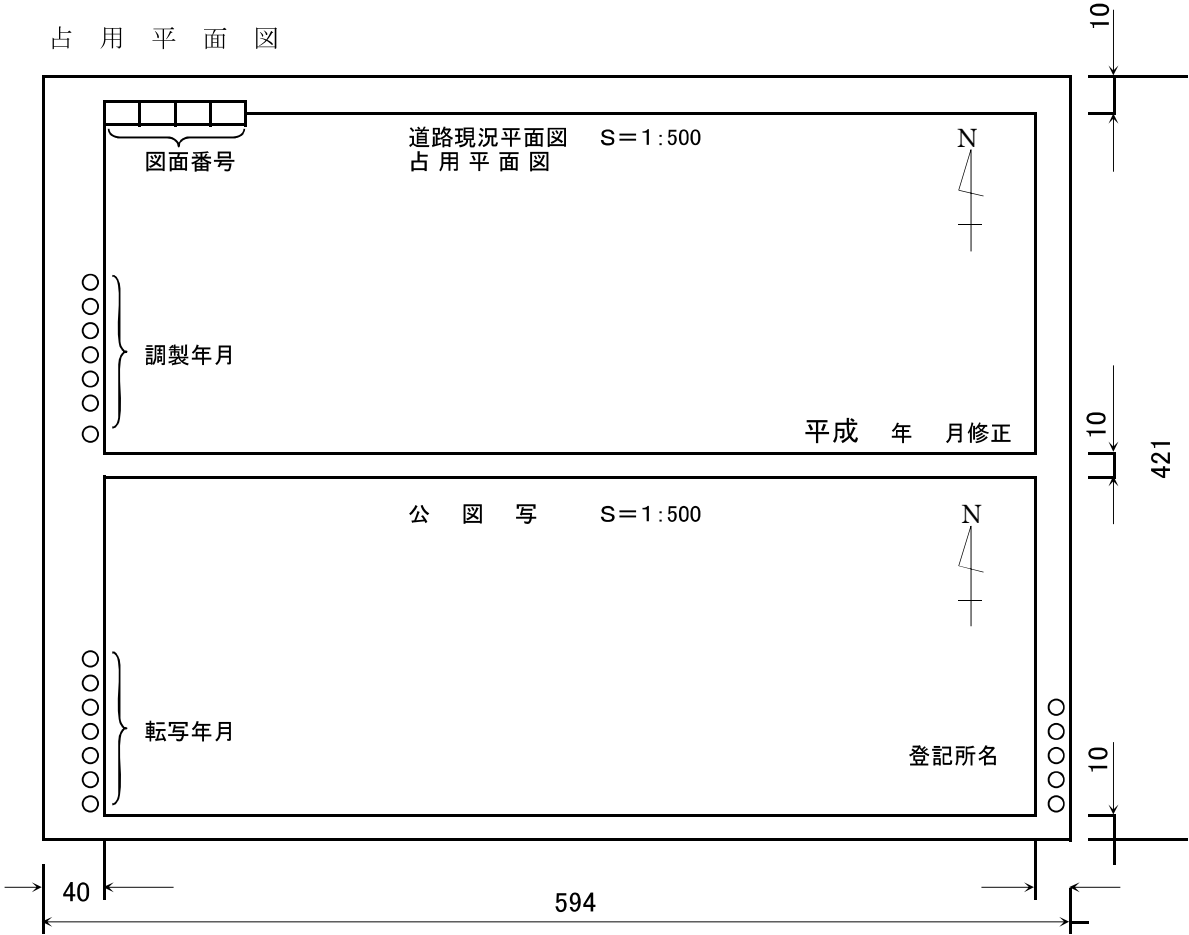 占用平面図
10
図面番号
道路現況平面図 S=1:500
占用平面図
N
○
○
○
○
○
○
○
調製年月
平成 年 月修正
10
421
公図写 S=1:500
N
○
○
○
○
○
○
○
転写年月
登記所名
○
○
○
○
○
10
40
594